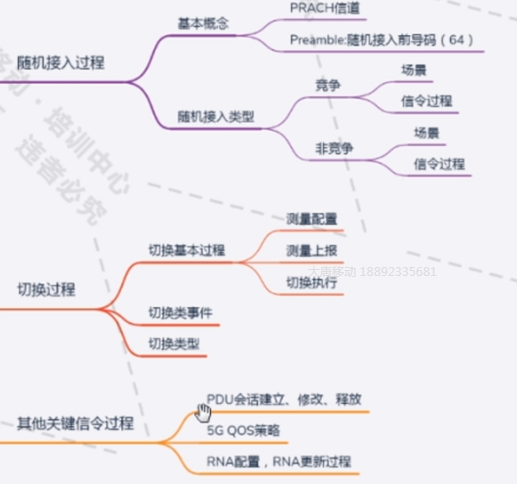 PRACH信道
基本概念
Preamble:随机接入前导码（64）
随机接入过程
场景
竞争
信令过程
随机接入类型
场景
非竞争
信令过程
移动·培训中心
违者必究
测量配置
切换基本过程
测量上报
大唐移动 18892335681
切换执行
切换过程
切换类事件
切换类型
PDU会话建立、修改、释放
其他关键信令过程
5G QOS策略
RNA配置，RNA更新过程